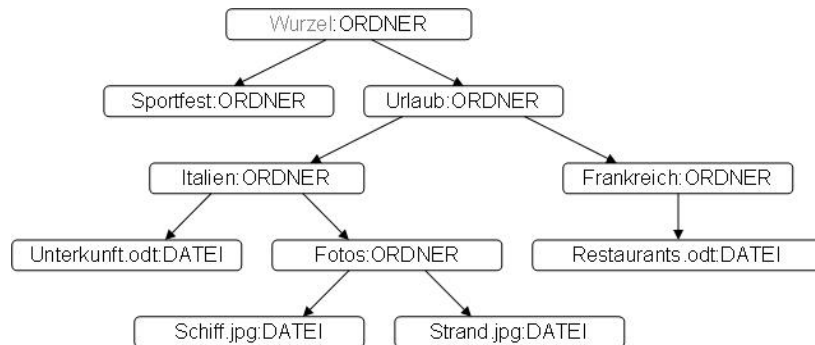 Wurzel:ORDNER
Sportfest:ORDNER
Urlaub:ORDNER
Italien:ORDNER
Frankreich:ORDNER
Unterkunft.odt:DATEI
Fotos:ORDNER
Restaurants.odt:DATEI
Schiff.jpg:DATEI
Strand.jpg:DATEI